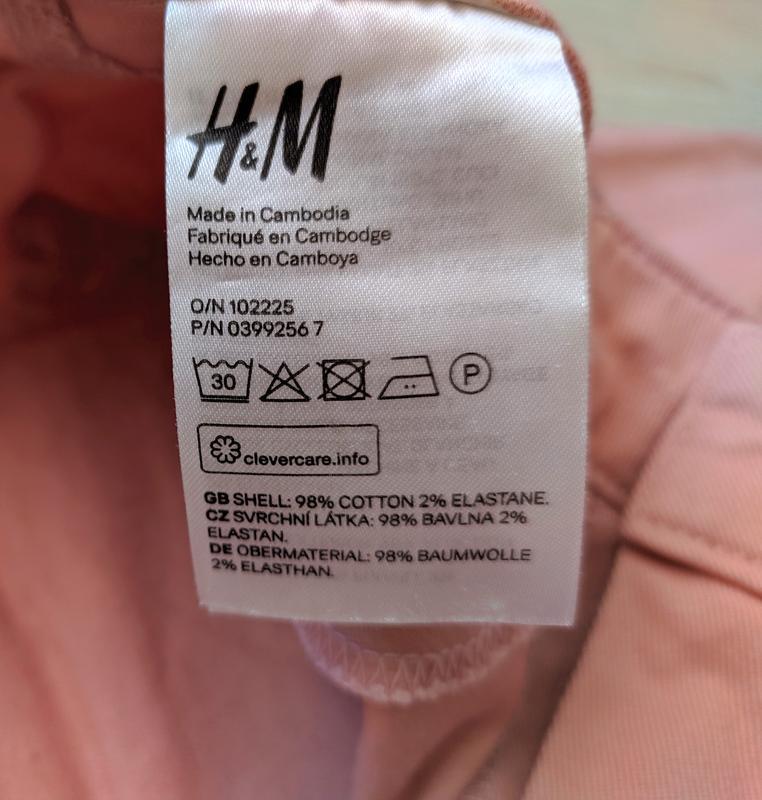 H&M
Made in Cambodia
Fabriqué en Cambodge
Hecho en Camboya
O/N 102225
P/N 0399256 7
30
P
clevercare.info
GB SHELL: 98% COTTON 2% ELASTANE.
CZ SVRCHNÍ LÁTKA: 98% BAVLNA 2%
ELASTAN.
DE OBERMATERIAL: 98% BAUMWOLLE
2% ELASTHAN.